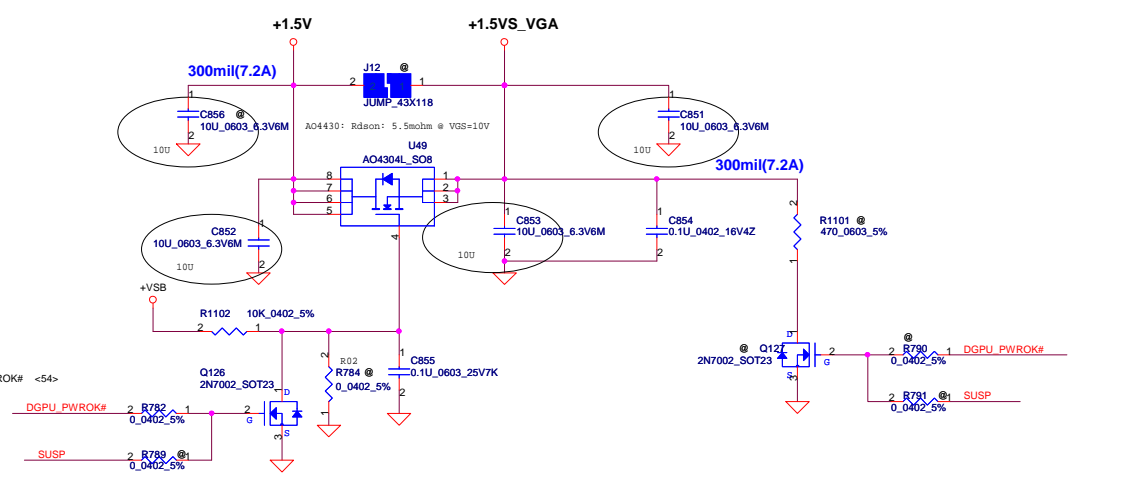 +1.5V
+1.5VS_VGA
300mil(7.2A)
J12 @
2 1
JUMP_43X118
1
C856 @
10U_0603_6.3V6M
2
10U
1
C851
10U_0603_6.3V6M
2
10U
AO4430: Rdson: 5.5mohm @ VGS=10V
U49
AO4304L_SO8
300mil(7.2A)
8 1
7 2
6 3
5
4
1
C852
10U_0603_6.3V6M
2
10U
1
C853
10U_0603_6.3V6M
2
10U
1
C854
0.1U_0402_16V4Z
2
2
R1101 @
470_0603_5%
1
+VSB
R1102 10K_0402_5%
2 1
R02
2
R784 @
0_0402_5%
1
1
C855
0.1U_0603_25V7K
2
ROK# <54>
Q126
2N7002_SOT23
1 D
2 G
3 S
DGPU_PWROK#
2 R782 1
0_0402_5%
SUSP
2 R789 @1
0_0402_5%
@ Q127
2N7002_SOT23
D 1
2 G
S 3
@
2 R790 1
0_0402_5%
DGPU_PWROK#
2 R791 @1
0_0402_5%
SUSP